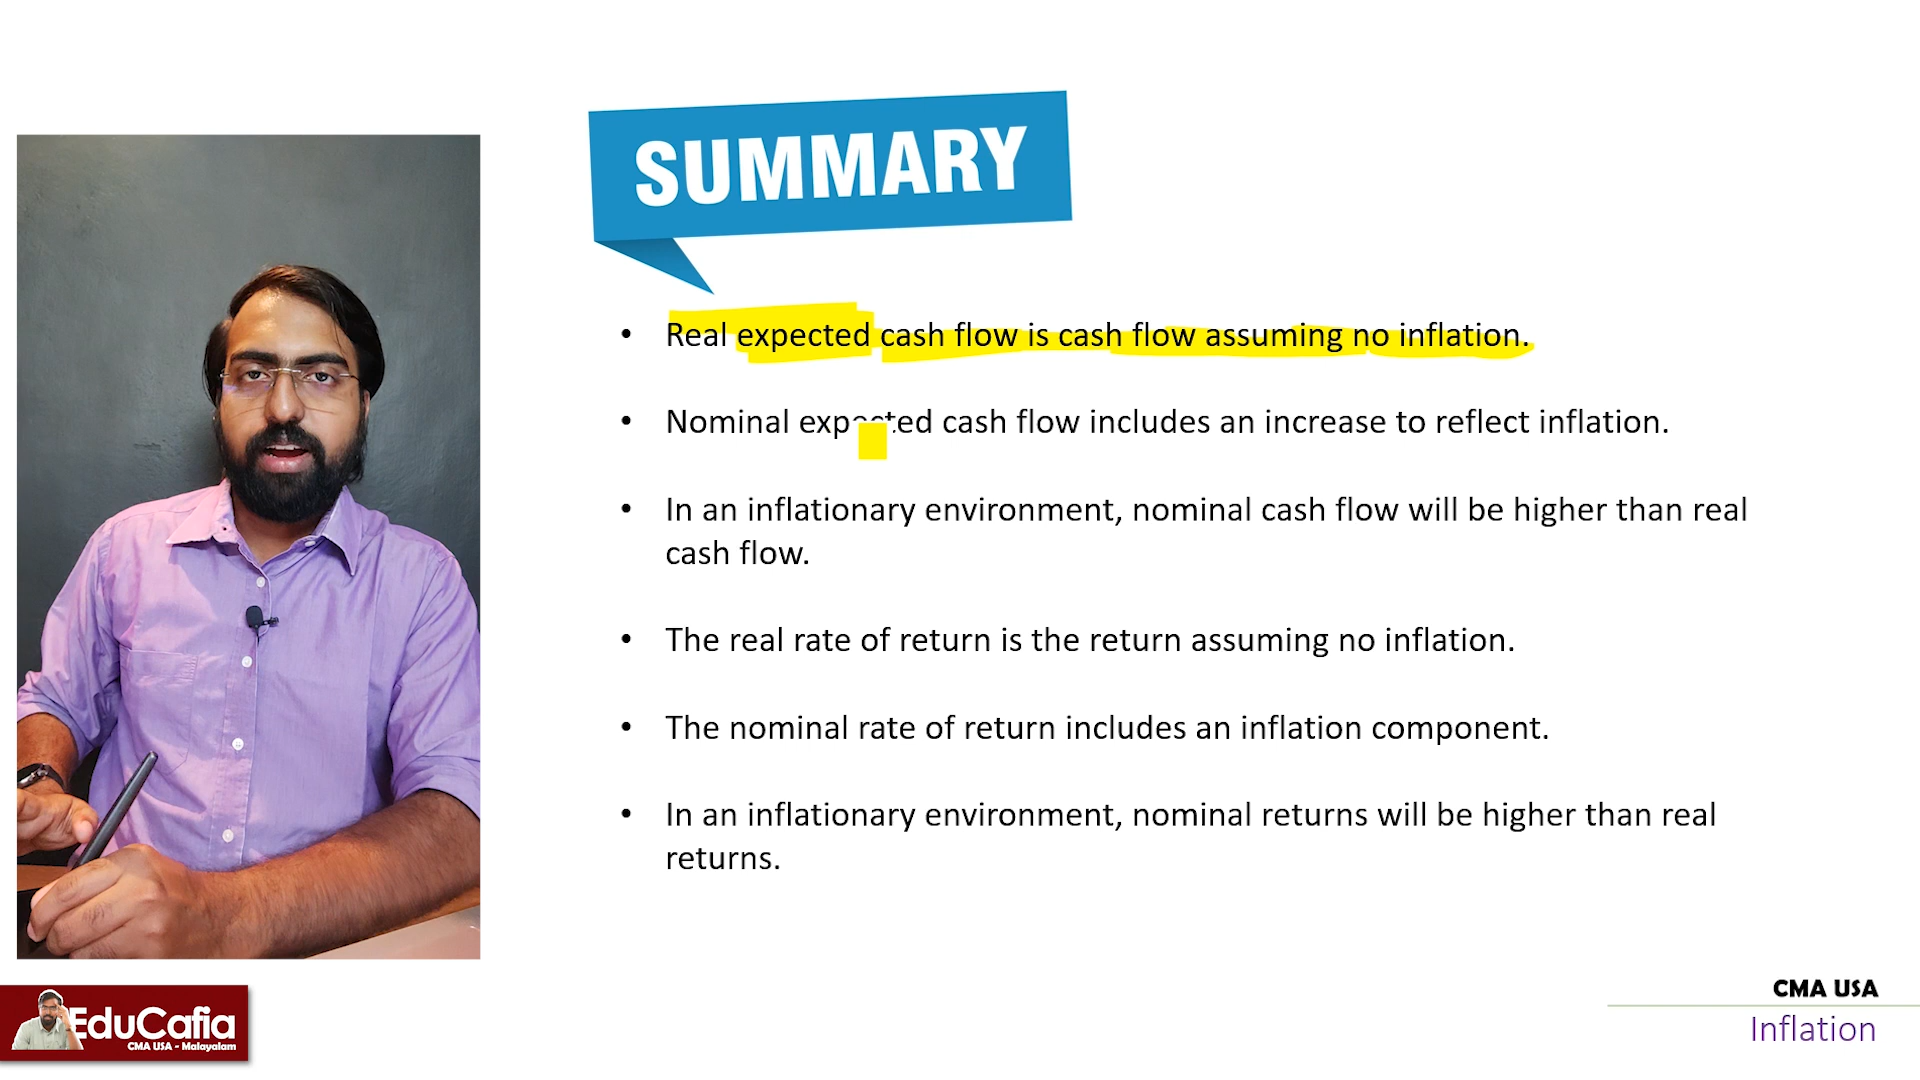 SUMMARY
• Real expected cash flow is cash flow assuming no inflation.
• Nominal expected cash flow includes an increase to reflect inflation.
• In an inflationary environment, nominal cash flow will be higher than real
cash flow.
• The real rate of return is the return assuming no inflation.
• The nominal rate of return includes an inflation component.
• In an inflationary environment, nominal returns will be higher than real
returns.
EduCafia
CMA USA - Malayalam
CMA USA
Inflation